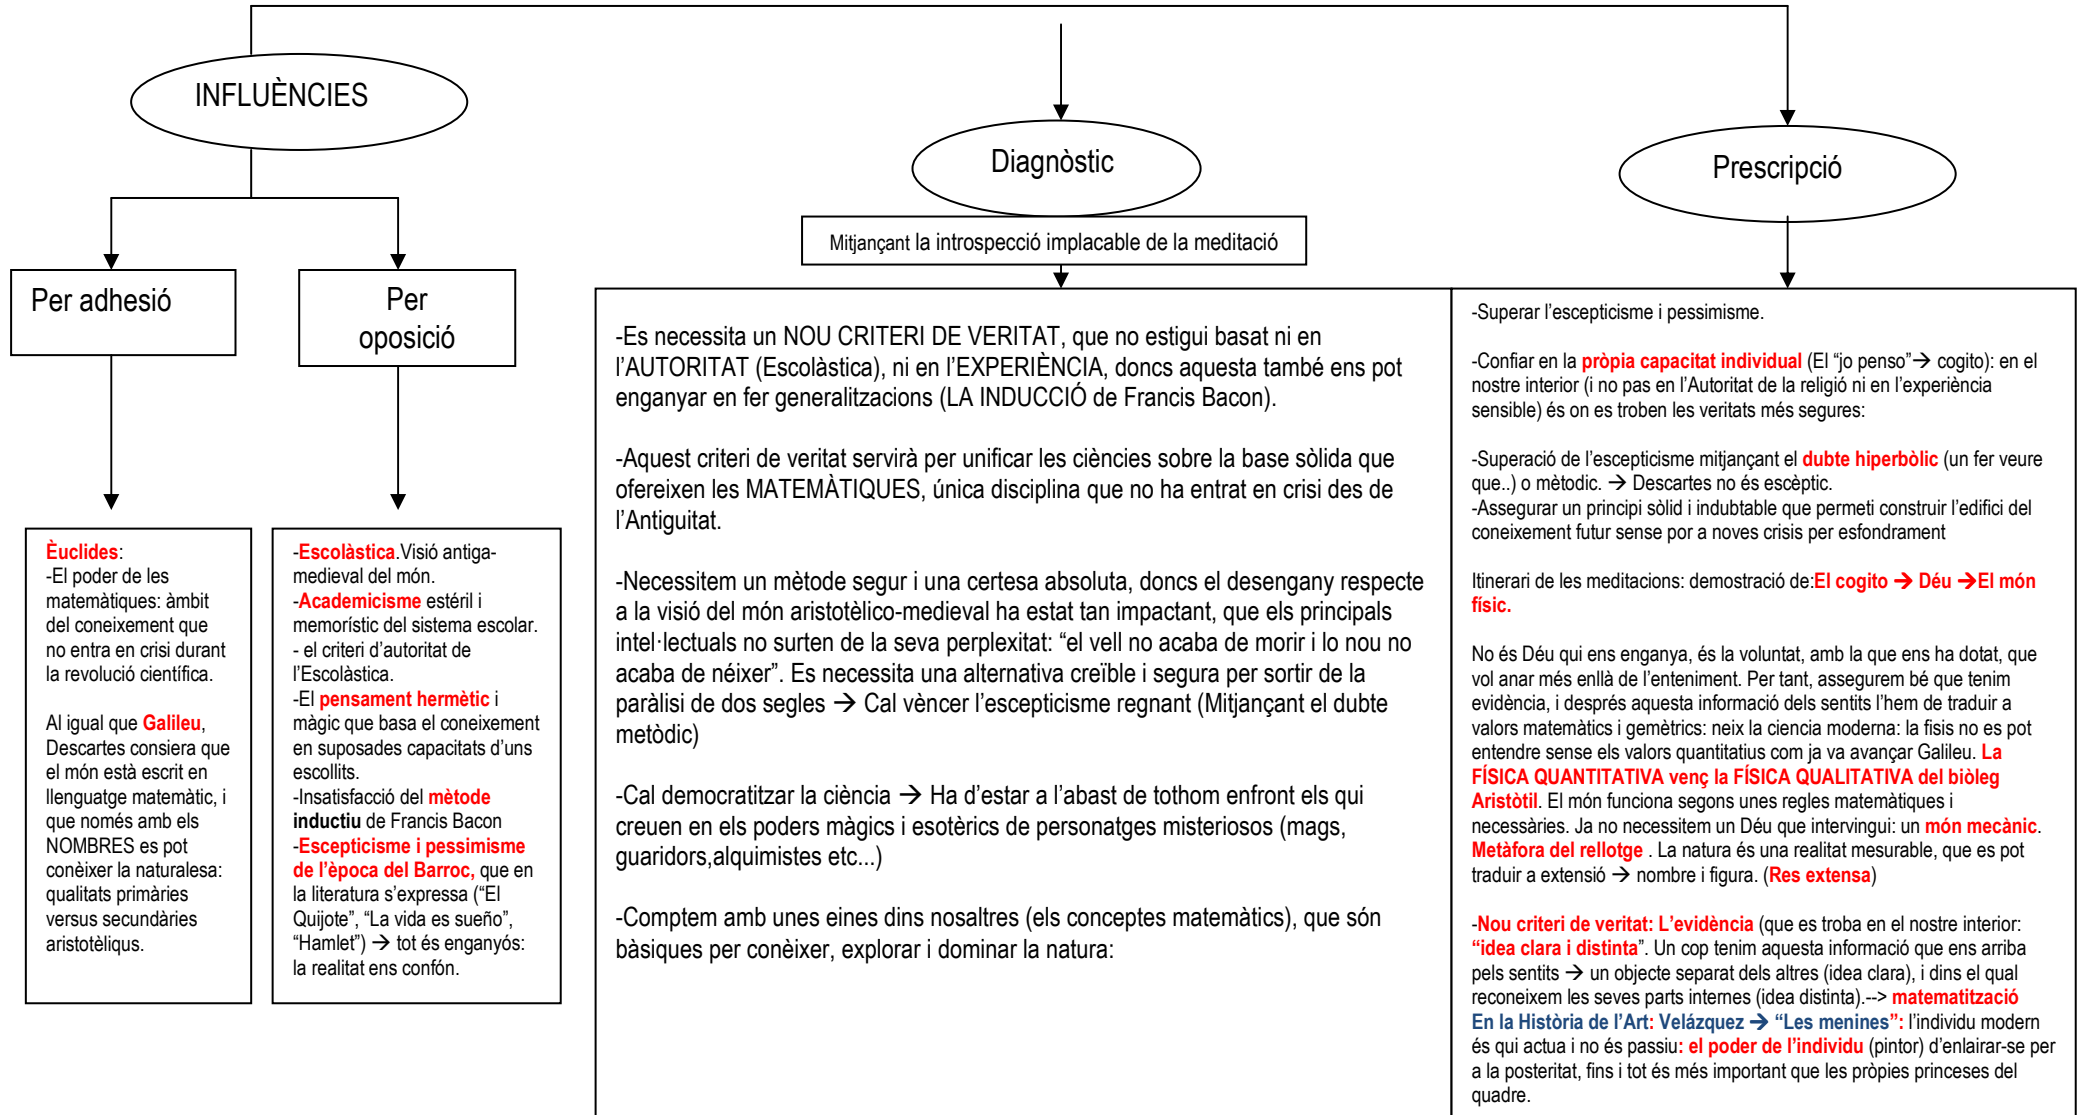 INFLUÈNCIES
Diagnòstic
Prescripció
Mitjançant la introspecció implacable de la meditació
Per adhesió
Per
oposició
Èuclides:
-El poder de les
matemàtiques: àmbit
del coneixement que
no entra en crisi durant
la revolució científica.
Al igual que Galileu,
Descartes consiera que
el món està escrit en
llenguatge matemàtic, i
que només amb els
NOMBRES es pot
conèixer la naturalesa:
qualitats primàries
versus secundàries
aristotèliqus.
-Escolàstica.Visió antiga-
medieval del món.
-Academicisme estéril i
memorístic del sistema escolar.
- el criteri d'autoritat de
l'Escolàstica.
-El pensament hermètic i
màgic que basa el coneixement
en suposades capacitats d'uns
escollits.
-Insatisfacció del mètode
inductiu de Francis Bacon
-Escepticisme i pessimisme
de l'època del Barroc, que en
la literatura s'expressa ("El
Quijote", "La vida es sueño",
"Hamlet") → tot és enganyós:
la realitat ens confón.
-Es necessita un NOU CRITERI DE VERITAT, que no estigui basat ni en
l'AUTORITAT (Escolàstica), ni en l'EXPERIÈNCIA, doncs aquesta també ens pot
enganyar en fer generalitzacions (LA INDUCCIÓ de Francis Bacon).
-Aquest criteri de veritat servirà per unificar les ciències sobre la base sòlida que
ofereixen les MATEMÀTIQUES, única disciplina que no ha entrat en crisi des de
l'Antiguitat.
-Necessitem un mètode segur i una certesa absoluta, doncs el desengany respecte
a la visió del món aristotèlico-medieval ha estat tan impactant, que els principals
intel·lectuals no surten de la seva perplexitat: "el vell no acaba de morir i lo nou no
acaba de néixer". Es necessita una alternativa creïble i segura per sortir de la
paràlisi de dos segles → Cal vèncer l'escepticisme regnant (Mitjançant el dubte
metòdic)
-Cal democratitzar la ciència → Ha d'estar a l'abast de tothom enfront els qui
creuen en els poders màgics i esotèrics de personatges misteriosos (mags,
guaridors,alquimistes etc...)
-Comptem amb unes eines dins nosaltres (els conceptes matemàtics), que són
bàsiques per conèixer, explorar i dominar la natura:
-Superar l'escepticisme i pessimisme.
-Confiar en la pròpia capacitat individual (El "jo penso"→ cogito): en el
nostre interior (i no pas en l'Autoritat de la religió ni en l'experiència
sensible) és on es troben les veritats més segures:
-Superació de l'escepticisme mitjançant el dubte hiperbòlic (un fer veure
que..) o mètodic. → Descartes no és escèptic.
-Assegurar un principi sòlid i indubtable que permeti construir l'edifici del
coneixement futur sense por a noves crisis per esfondrament
Itinerari de les meditacions: demostració de:El cogito → Déu →El món
físic.
No és Déu qui ens enganya, és la voluntat, amb la que ens ha dotat, que
vol anar més enllà de l'enteniment. Per tant, assegurem bé que tenim
evidència, i després aquesta informació dels sentits l'hem de traduir a
valors matemàtics i gemètrics: neix la ciencia moderna: la fisis no es pot
entendre sense els valors quantitatius com ja va avançar Galileu. La
FÍSICA QUANTITATIVA venç la FÍSICA QUALITATIVA del biòleg
Aristòtil. El món funciona segons unes regles matemàtiques i
necessàries. Ja no necessitem un Déu que intervingui: un món mecànic.
Metàfora del rellotge . La natura és una realitat mesurable, que es pot
traduir a extensió → nombre i figura. (Res extensa)
-Nou criteri de veritat: L'evidència (que es troba en el nostre interior:
"idea clara i distinta". Un cop tenim aquesta informació que ens arriba
pels sentits → un objecte separat dels altres (idea clara), i dins el qual
reconeixem les seves parts internes (idea distinta).--> matematització
En la Història de l'Art: Velázquez → "Les menines": l'individu modern
és qui actua i no és passiu: el poder de l'individu (pintor) d'enlairar-se per
a la posteritat, fins i tot és més important que les pròpies princeses del
quadre.